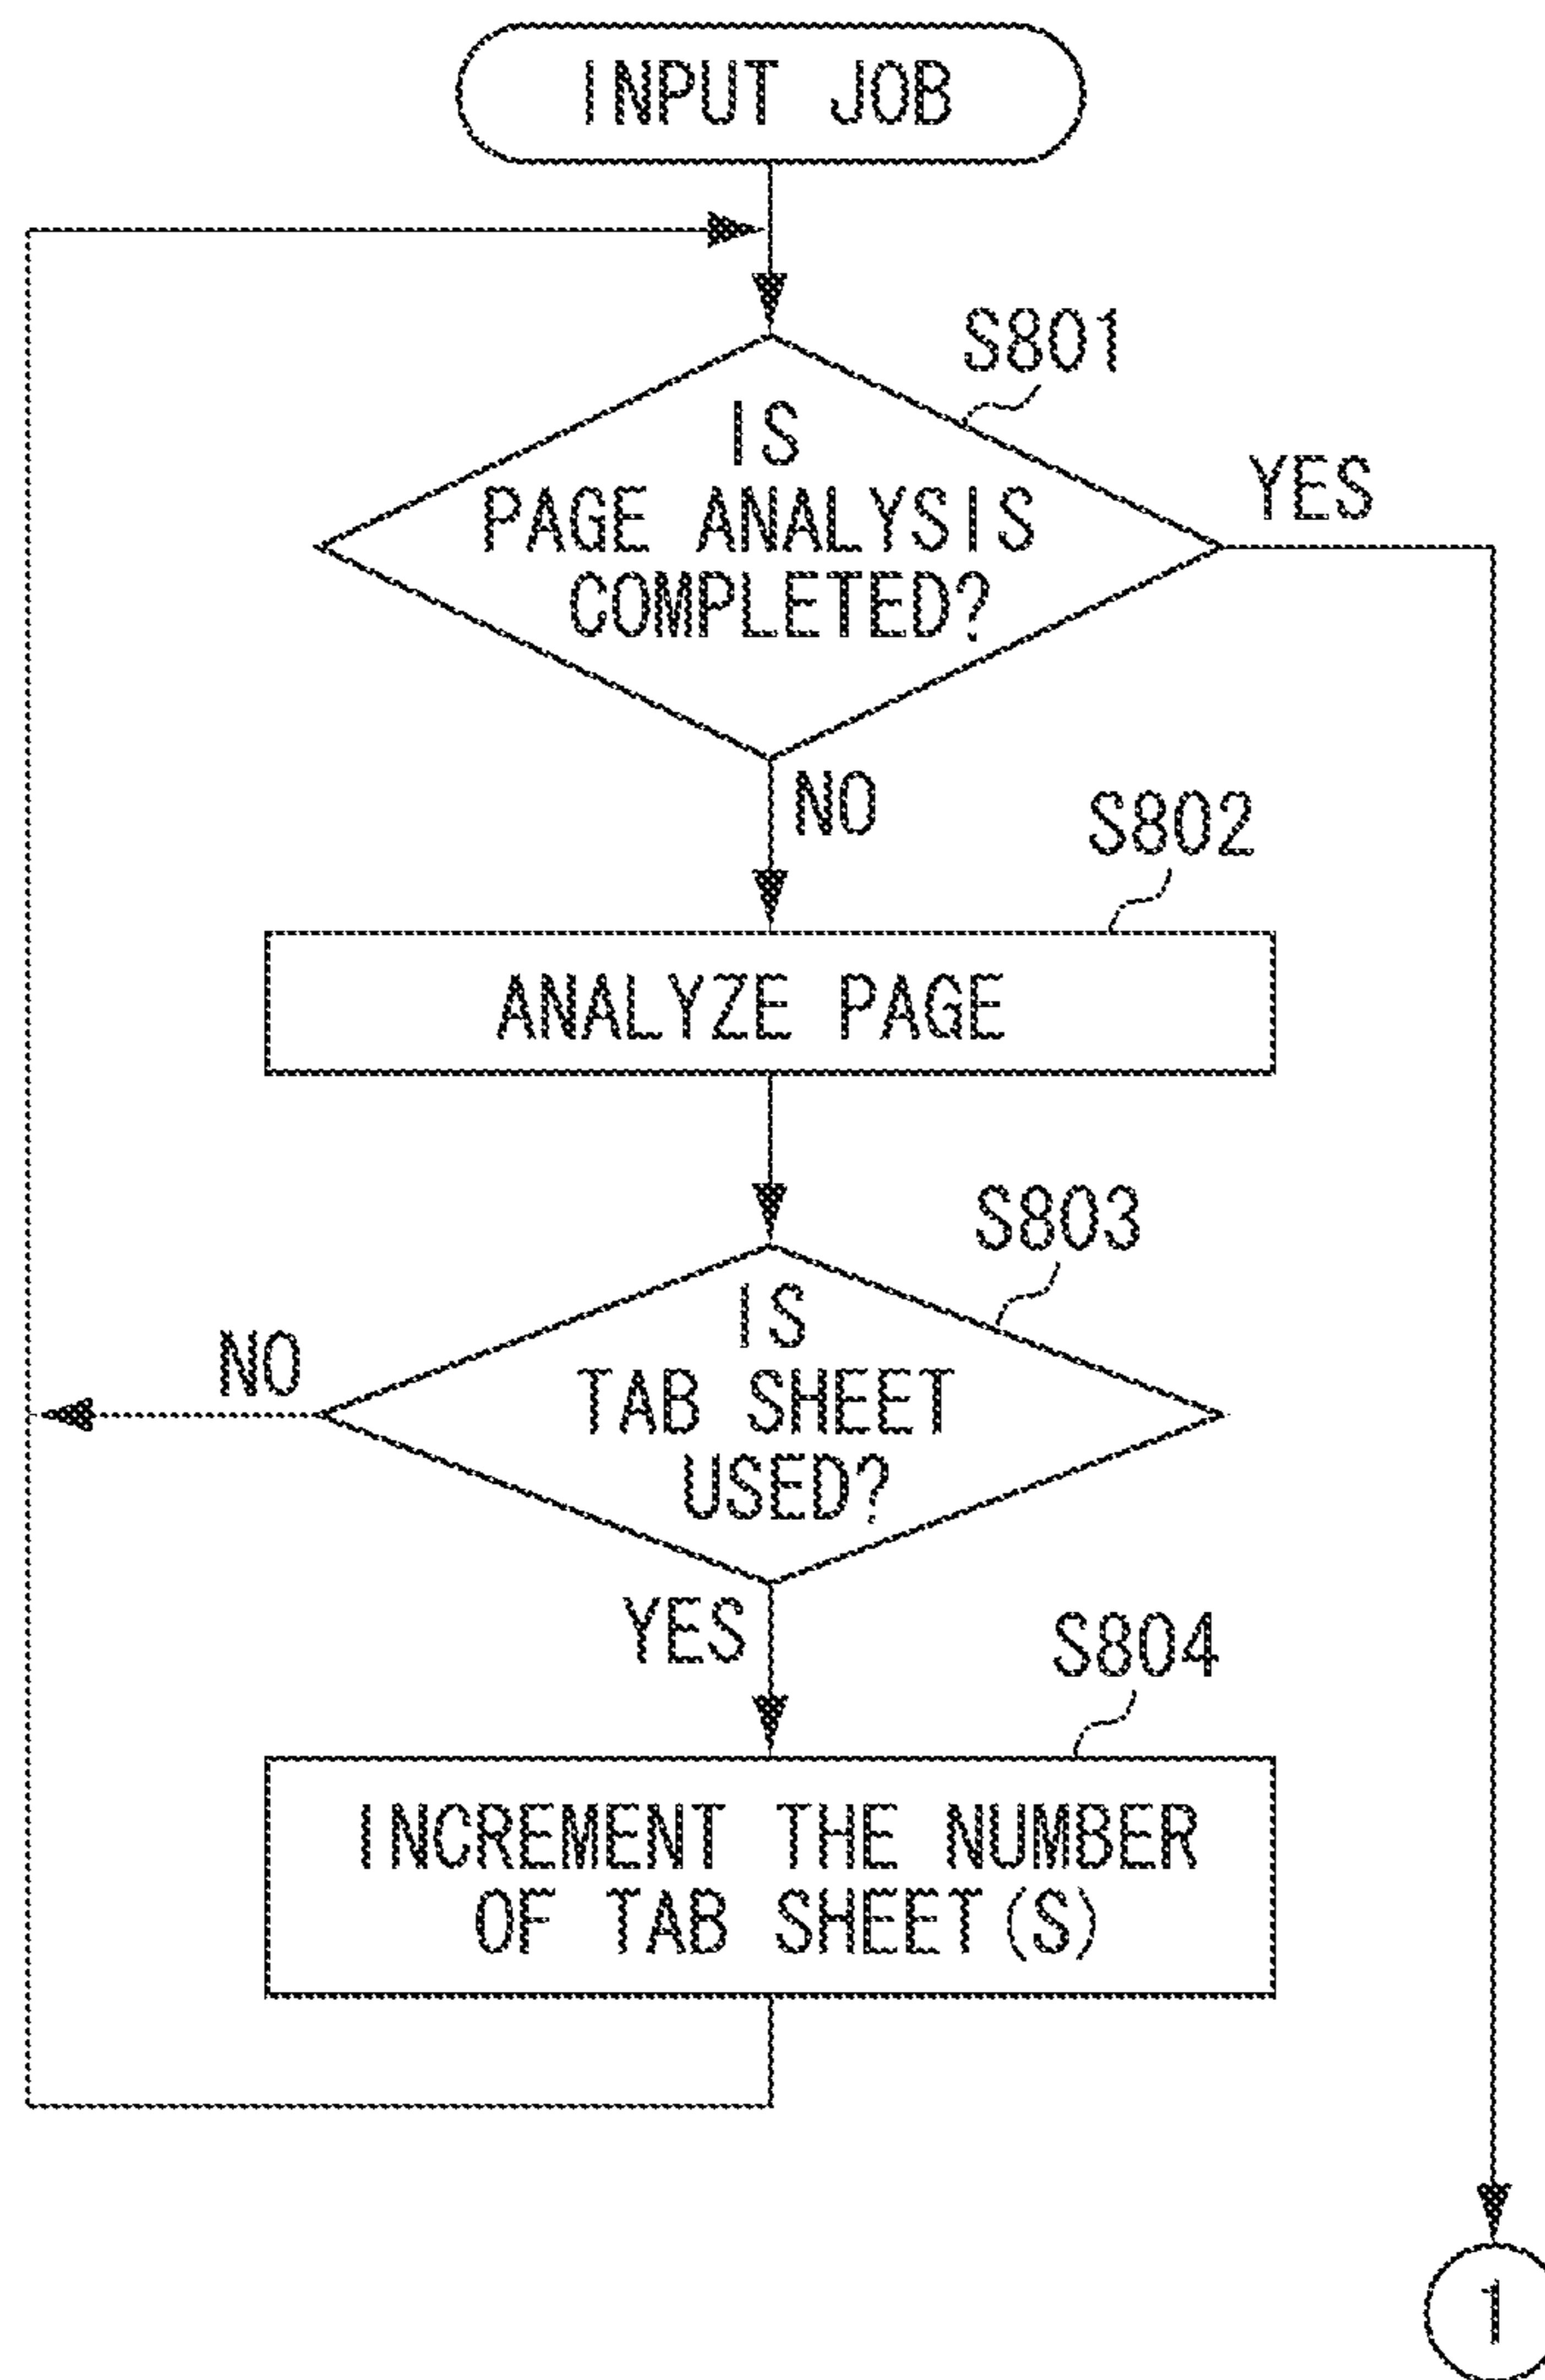 INPUT JOB
S801
IS
PAGE ANALYSIS
COMPLETED?
YES
NO
S802
ANALYZE PAGE
S803
IS
TAB SHEET
USED?
NO
YES
S804
INCREMENT THE NUMBER
OF TAB SHEET(S)
1